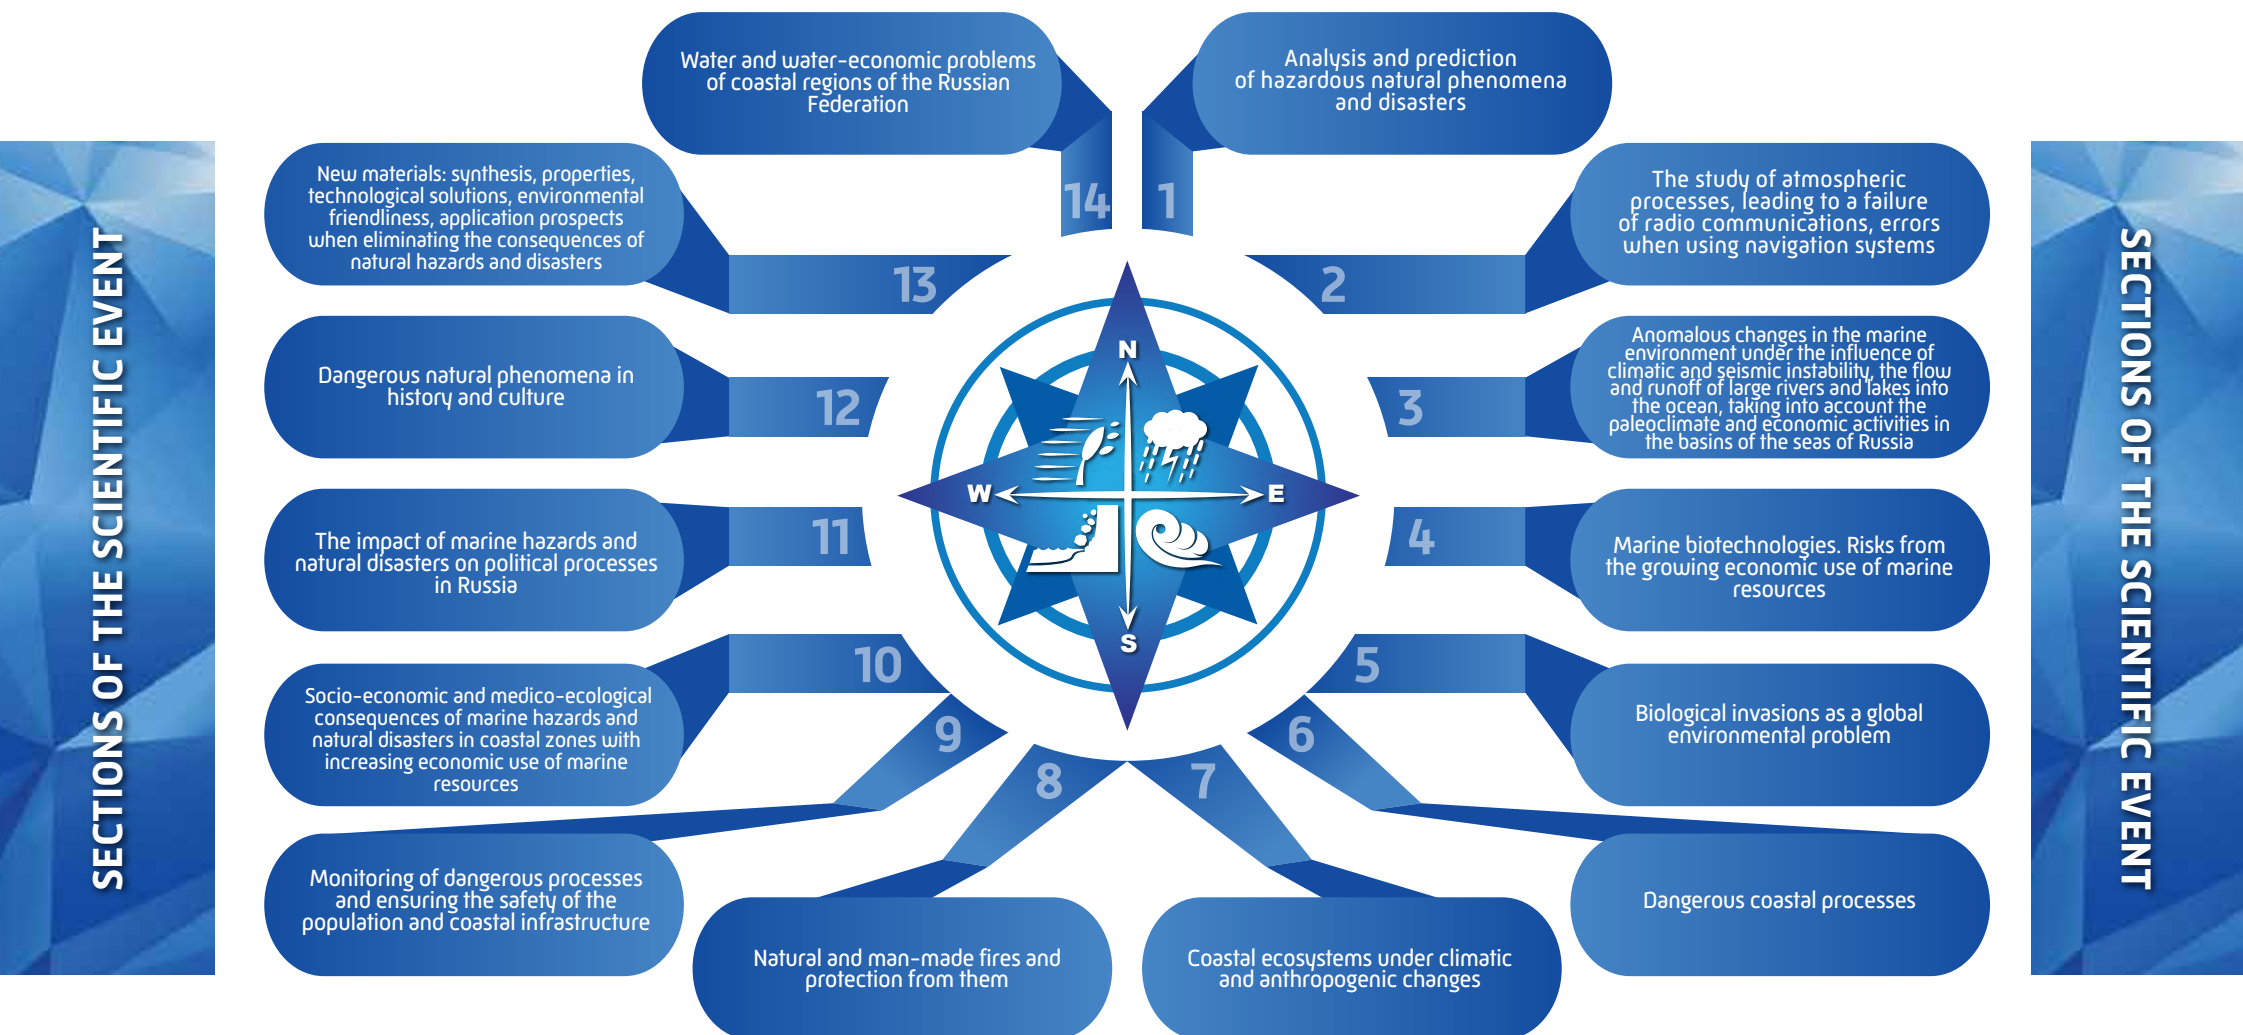 SECTIONS OF THE SCIENTIFIC EVENT
Analysis and prediction
of hazardous natural phenomena
and disasters
1
The study of atmospheric
processes, leading to a failure
of radio communications, errors
when using navigation systems
2
Anomalous changes in the marine
environment under the influence of
climatic and seismic instability, the flow
and runoff of large rivers and lakes into
the ocean, taking into account the
paleoclimate and economic activities in
the basins of the seas of Russia
3
Marine biotechnologies. Risks from
the growing economic use of marine
resources
4
Biological invasions as a global
environmental problem
5
Dangerous coastal processes
6
Coastal ecosystems under climatic
and anthropogenic changes
7
Natural and man-made fires and
protection from them
8
Monitoring of dangerous processes
and ensuring the safety of the
population and coastal infrastructure
9
Socio-economic and medico-ecological
consequences of marine hazards and
natural disasters in coastal zones with
increasing economic use of marine
resources
10
The impact of marine hazards and
natural disasters on political processes
in Russia
11
Dangerous natural phenomena in
history and culture
12
New materials: synthesis, properties,
technological solutions, environmental
friendliness, application prospects
when eliminating the consequences of
natural hazards and disasters
13
Water and water-economic problems
of coastal regions of the Russian
Federation
14
N
W
E
S
SECTIONS OF THE SCIENTIFIC EVENT